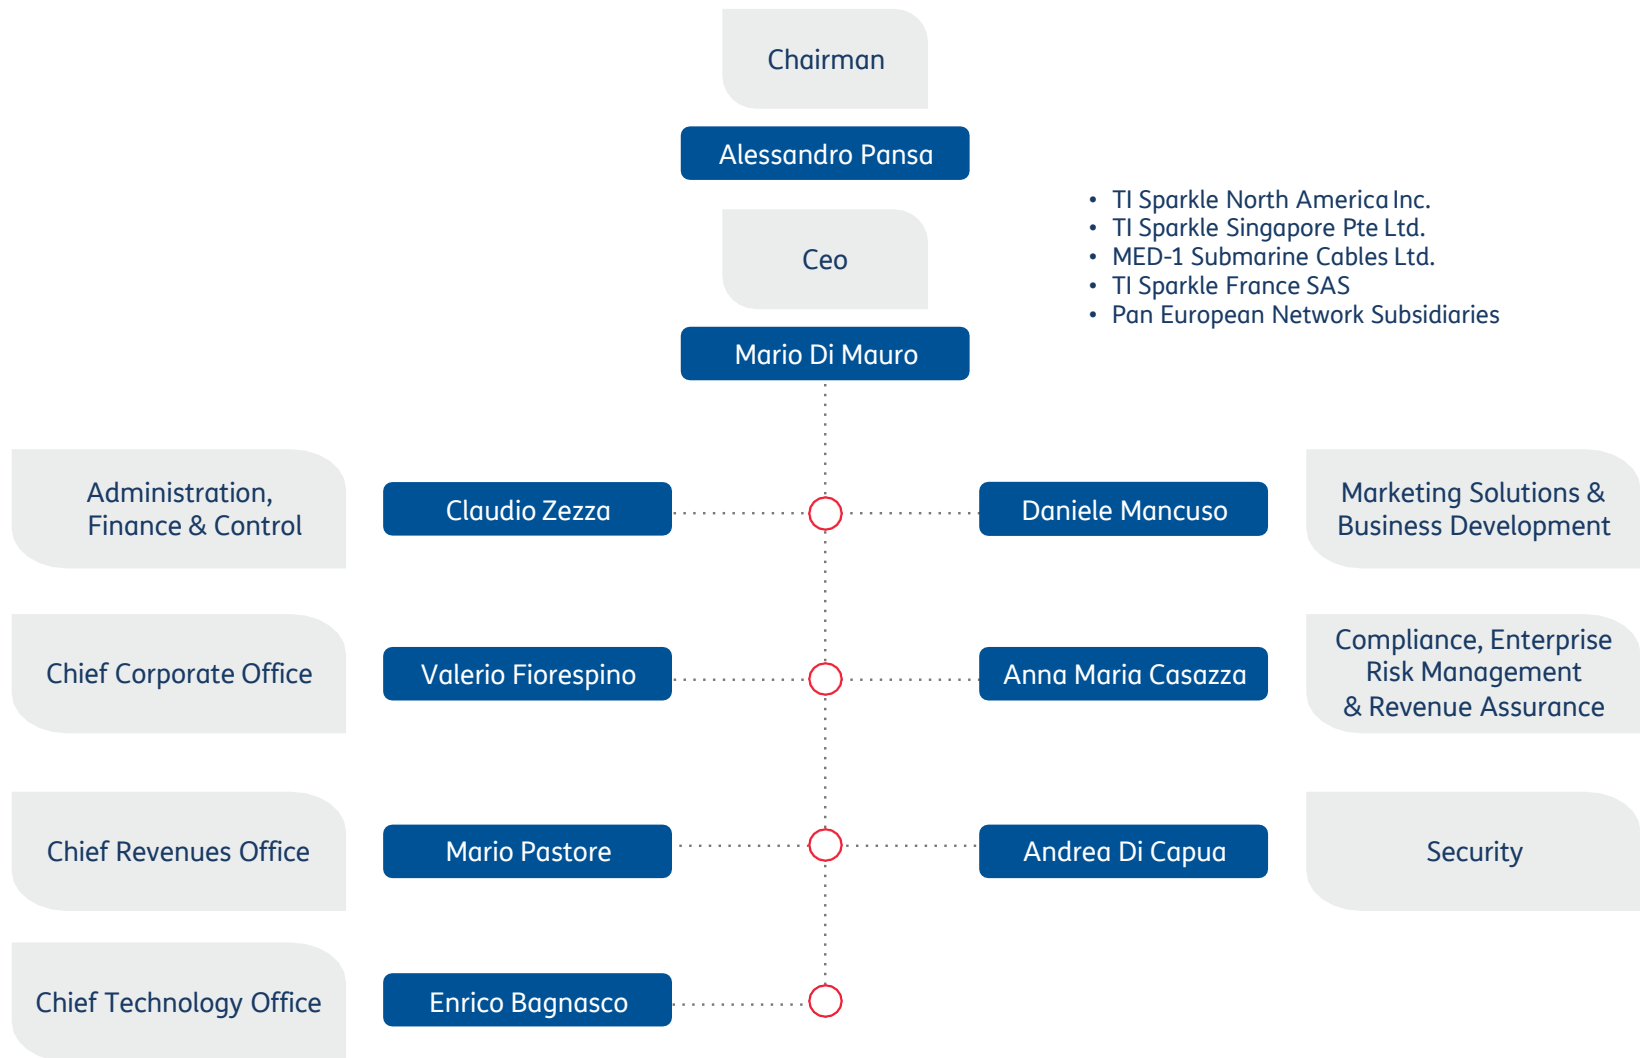 Chairman
Alessandro Pansa
Ceo
Mario Di Mauro
• TI Sparkle North America Inc.
• TI Sparkle Singapore Pte Ltd.
• MED-1 Submarine Cables Ltd.
• TI Sparkle France SAS
• Pan European Network Subsidiaries
Administration,
Finance & Control
Claudio Zezza
Daniele Mancuso
Marketing Solutions &
Business Development
Chief Corporate Office
Valerio Fiorespino
Anna Maria Casazza
Compliance, Enterprise
Risk Management
& Revenue Assurance
Chief Revenues Office
Mario Pastore
Andrea Di Capua
Security
Chief Technology Office
Enrico Bagnasco